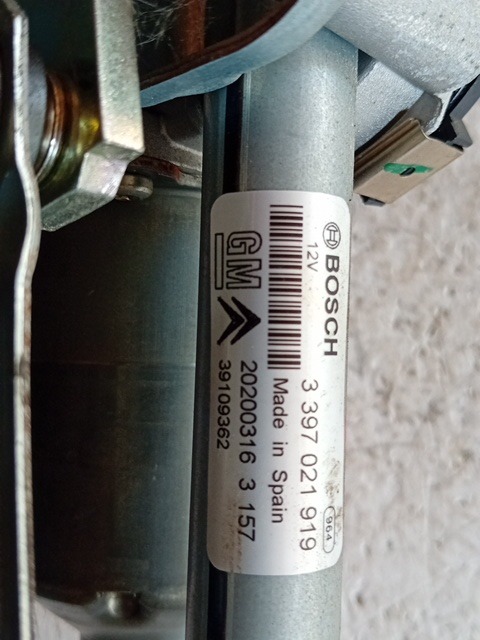 BOSCH
12V
3 397 021 919
964
Made in Spain
GM
20200316 3 157
39109362